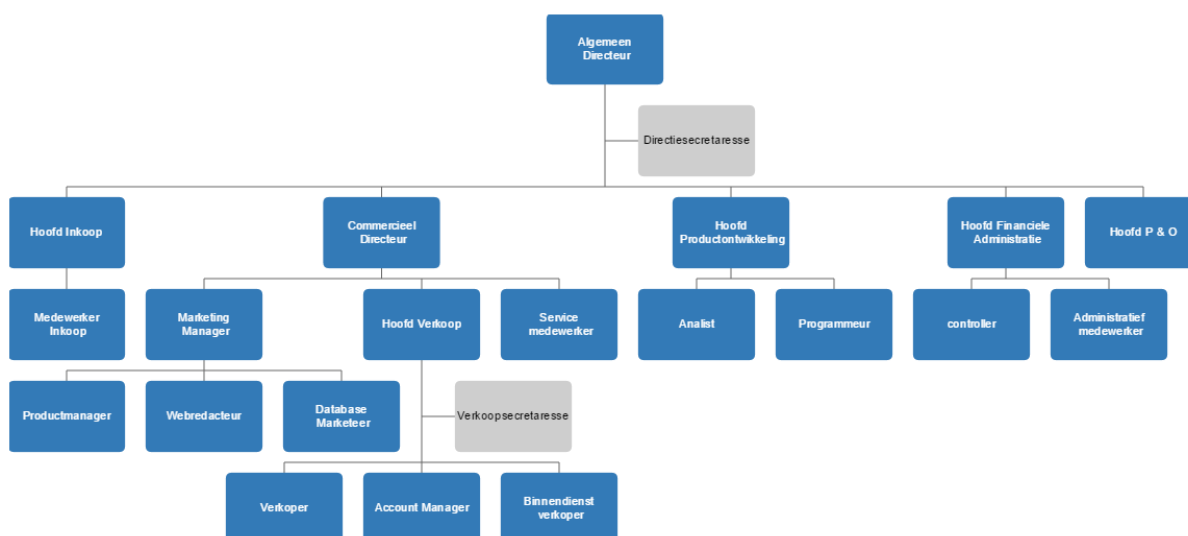 Algemeen
Directeur
Directiesecretaresse
Hoofd Inkoop
Commercieel
Directeur
Hoofd
Productontwikkeling
Hoofd Financiele
Administratie
Hoofd P & O
Medewerker
Inkoop
Marketing
Manager
Hoofd Verkoop
Service
medewerker
Analist
Programmeur
controller
Administratief
medewerker
Productmanager
Webredacteur
Database
Marketeer
Verkoopsecretaresse
Verkoper
Account Manager
Binnendienst
verkoper